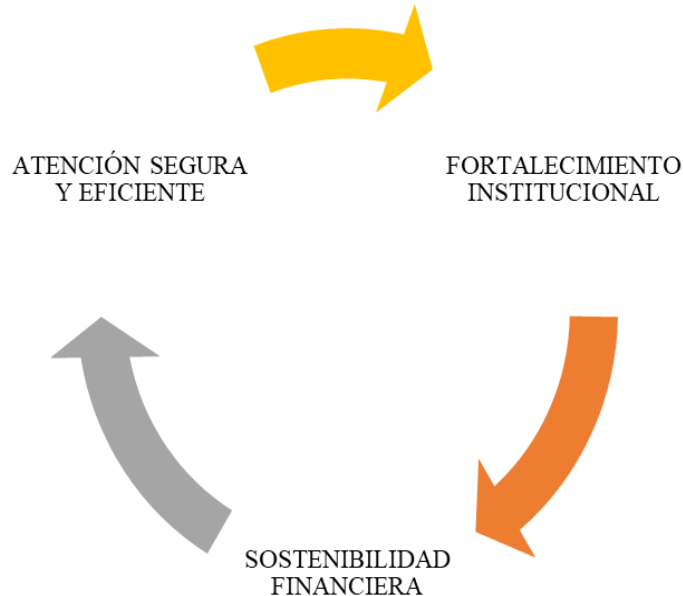 ATENCIÓN SEGURA
Y EFICIENTE
FORTALECIMIENTO
INSTITUCIONAL
SOSTENIBILIDAD
FINANCIERA